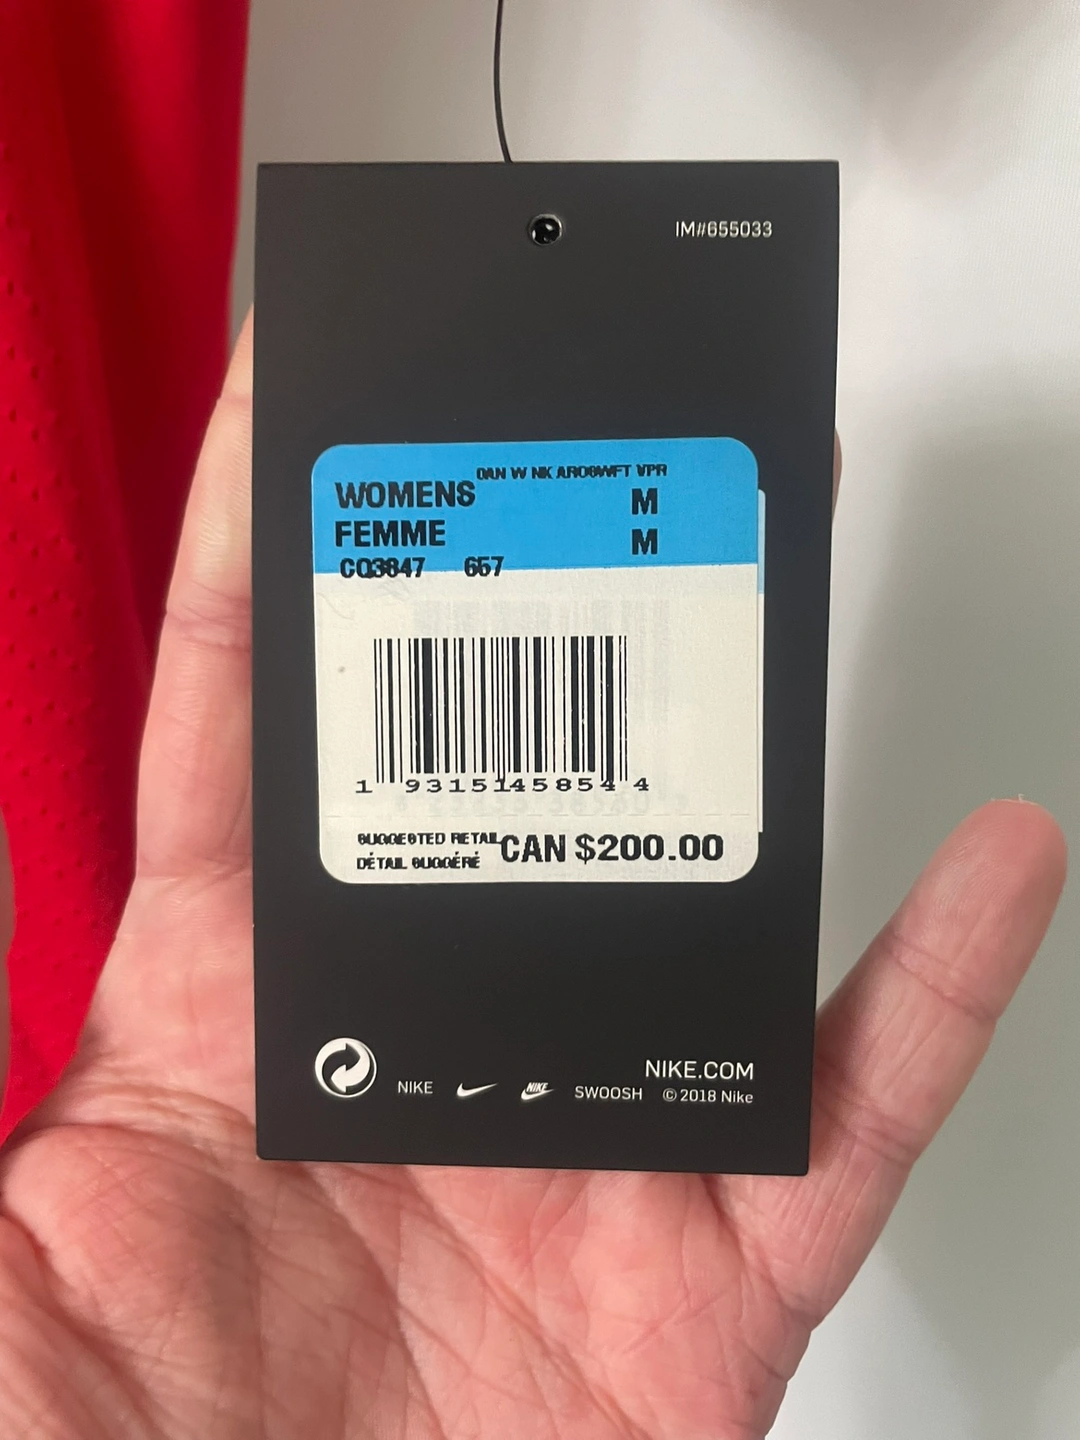 IM#655033
CAN W NK AROSWFT VPR
WOMENS M
FEMME M
CQ3847 657
1 93151 45854 4
SUGGESTED RETAIL
DÉTAIL SUGGÉRÉ
CAN $200.00
NIKE.COM
NIKE NIKE SWOOSH © 2018 Nike